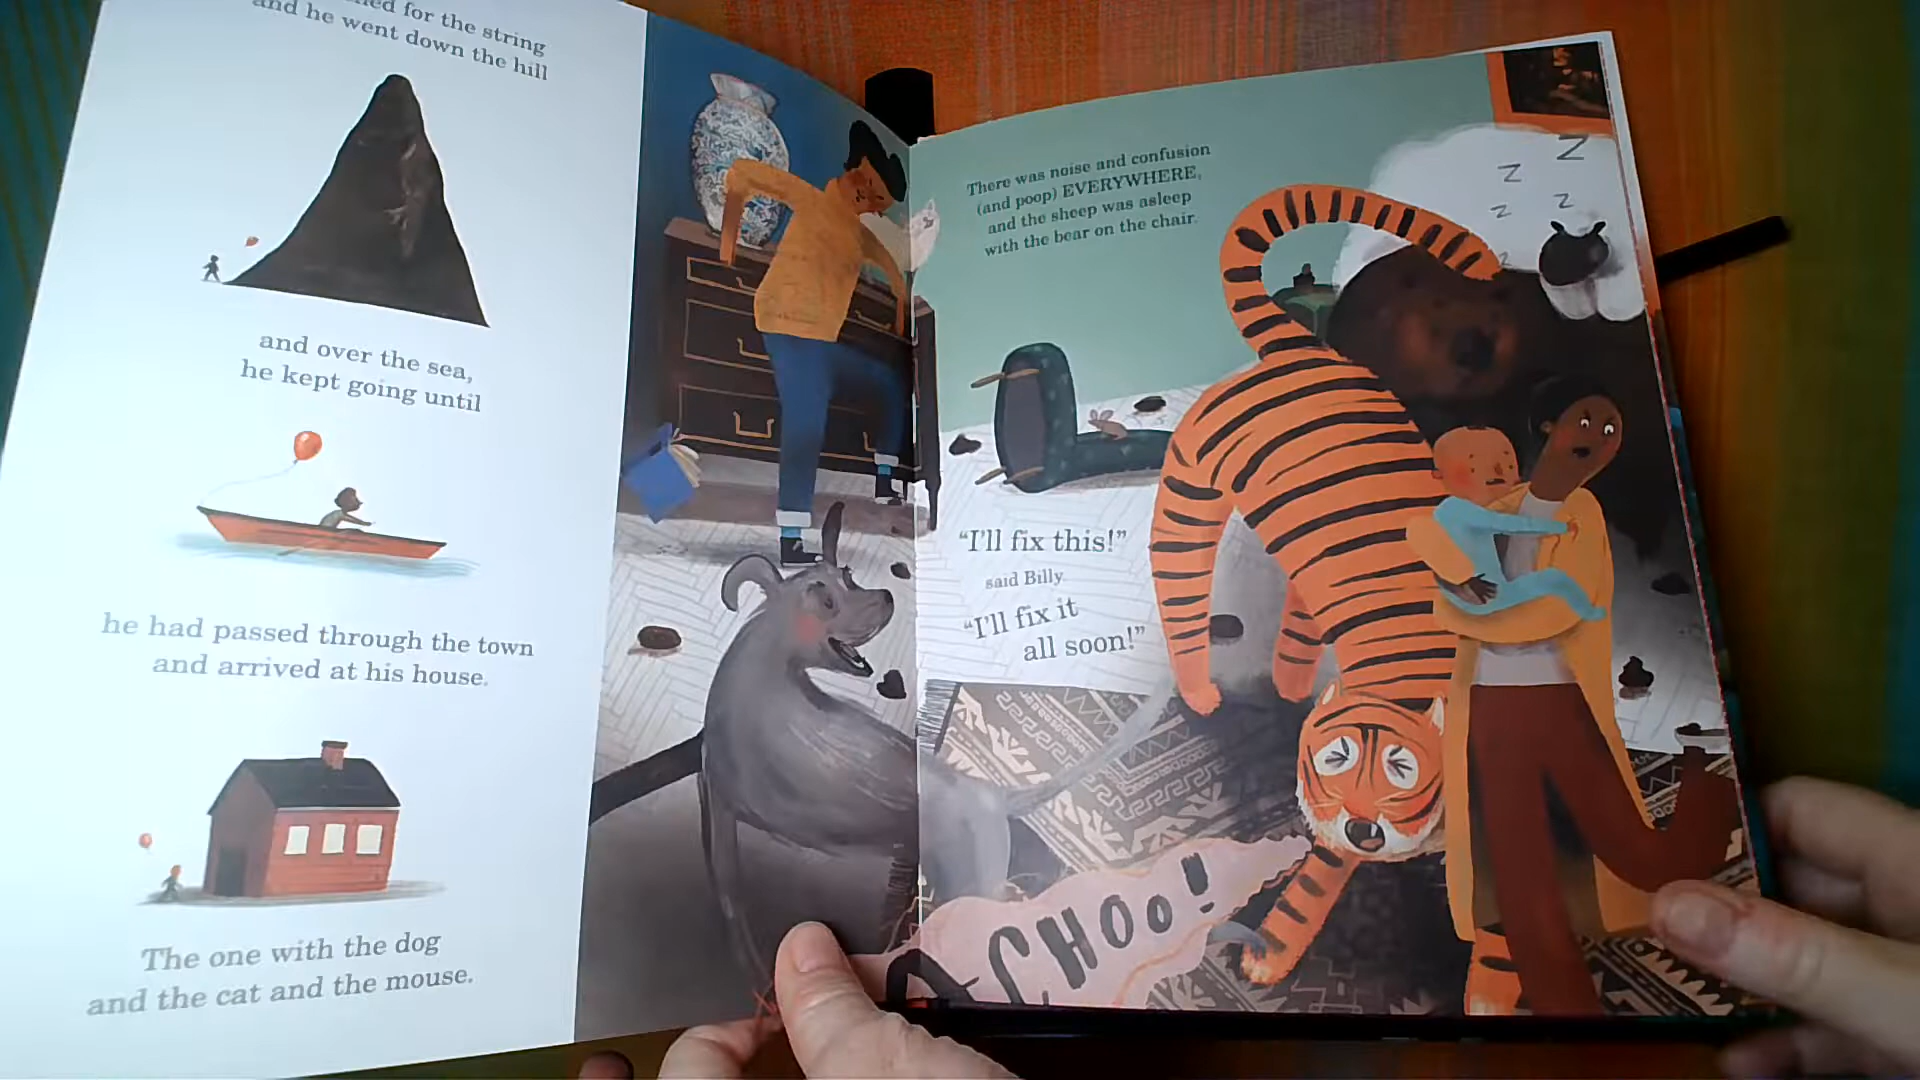 for the string
and he went down the hill
and over the sea,
he kept going until
he had passed through the town
and arrived at his house.
The one with the dog
and the cat and the mouse.
There was noise and confusion
(and poop) EVERYWHERE,
and the sheep was asleep
with the bear on the chair.
Z
Z
Z
Z
Z
“I’ll fix this!”
said Billy.
“I’ll fix it
all soon!”
CHOO!